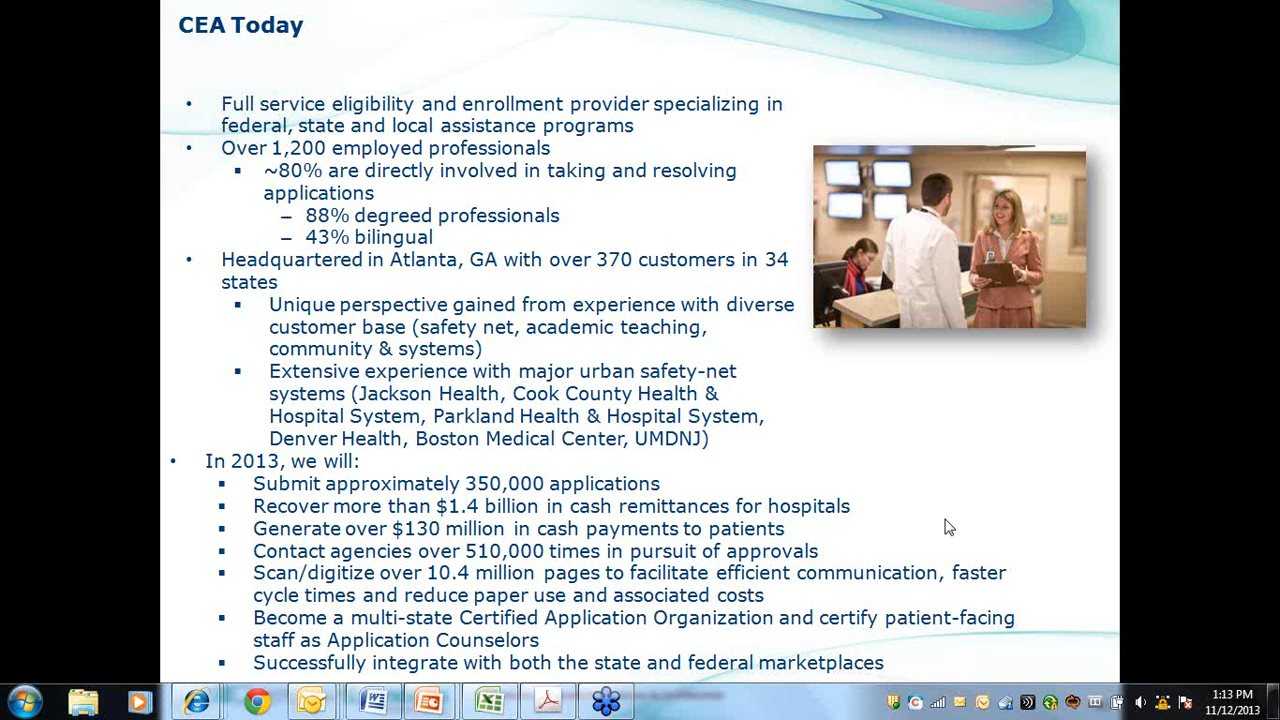 CEA Today
• Full service eligibility and enrollment provider specializing in
federal, state and local assistance programs
• Over 1,200 employed professionals
▪ ~80% are directly involved in taking and resolving
applications
– 88% degreed professionals
– 43% bilingual
• Headquartered in Atlanta, GA with over 370 customers in 34
states
▪ Unique perspective gained from experience with diverse
customer base (safety net, academic teaching,
community & systems)
▪ Extensive experience with major urban safety-net
systems (Jackson Health, Cook County Health &
Hospital System, Parkland Health & Hospital System,
Denver Health, Boston Medical Center, UMDNJ)
• In 2013, we will:
▪ Submit approximately 350,000 applications
▪ Recover more than $1.4 billion in cash remittances for hospitals
▪ Generate over $130 million in cash payments to patients
▪ Contact agencies over 510,000 times in pursuit of approvals
▪ Scan/digitize over 10.4 million pages to facilitate efficient communication, faster
cycle times and reduce paper use and associated costs
▪ Become a multi-state Certified Application Organization and certify patient-facing
staff as Application Counselors
▪ Successfully integrate with both the state and federal marketplaces
1:13 PM
11/12/2013